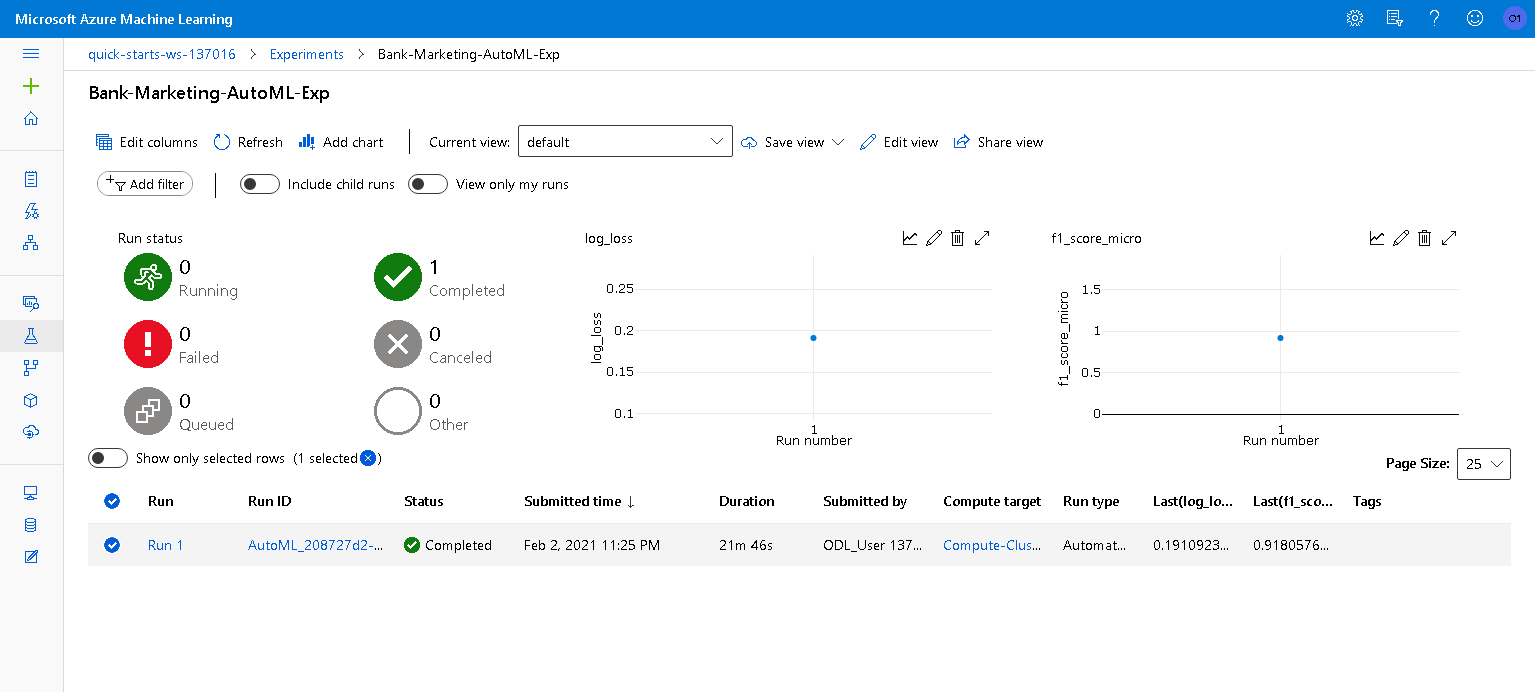 Microsoft Azure Machine Learning
O1
quick-starts-ws-137016 > Experiments > Bank-Marketing-AutoML-Exp
Bank-Marketing-AutoML-Exp
Edit columns Refresh Add chart Current view: default Save view Edit view Share view
Add filter Include child runs View only my runs
Run status
0
Running
1
Completed
0
Failed
0
Canceled
0
Queued
0
Other
log_loss
log_loss
0.25
0.2
0.15
0.1
1
Run number
f1_score_micro
f1_score_micro
1.5
1
0.5
0
1
Run number
Show only selected rows (1 selected )
Page Size: 25
Run Run ID Status Submitted time ↓ Duration Submitted by Compute target Run type Last(log_lo... Last(f1_sco... Tags
Run 1 AutoML_208727d2-... Completed Feb 2, 2021 11:25 PM 21m 46s ODL_User 137... Compute-Clus... Automat... 0.1910923... 0.9180576...